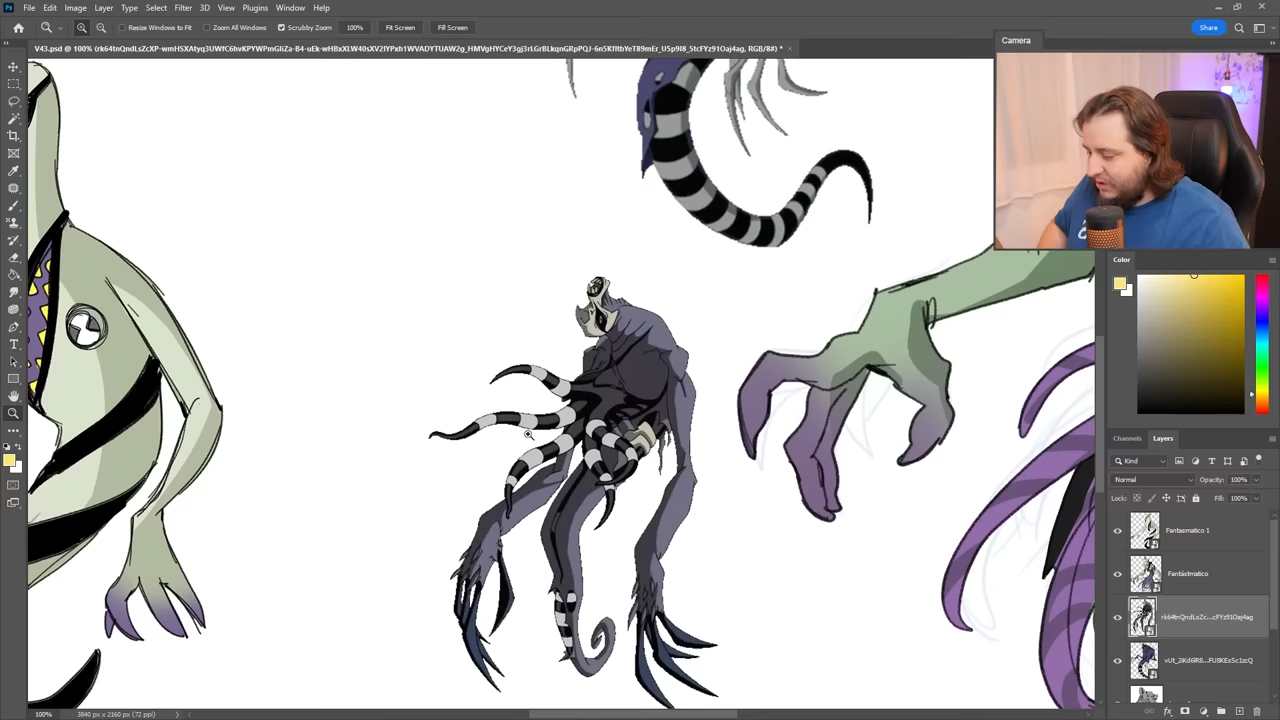 Ps File Edit Image Layer Type Select Filter 3D View Plugins Window Help
Resize Windows to Fit Zoom All Windows Scrubby Zoom 100% Fit Screen Fill Screen Share
Camera
Color
Channels Layers
Kind
Normal Opacity: 100%
Lock: Fill: 100%
Fantasmatico 1
Fantástmatico
100% 3840 px x 2160 px (72 ppi)